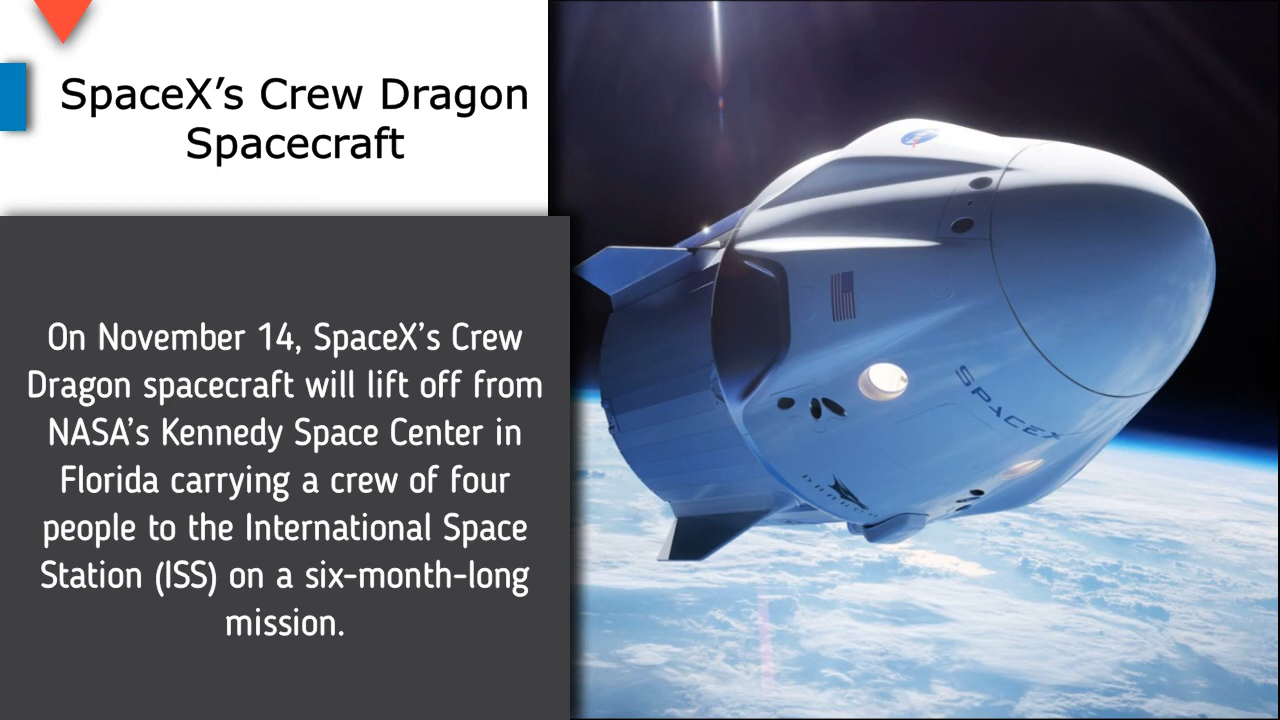 SpaceX’s Crew Dragon
Spacecraft
On November 14, SpaceX’s Crew
Dragon spacecraft will lift off from
NASA’s Kennedy Space Center in
Florida carrying a crew of four
people to the International Space
Station (ISS) on a six-month-long
mission.
SPACEX
DRAGON